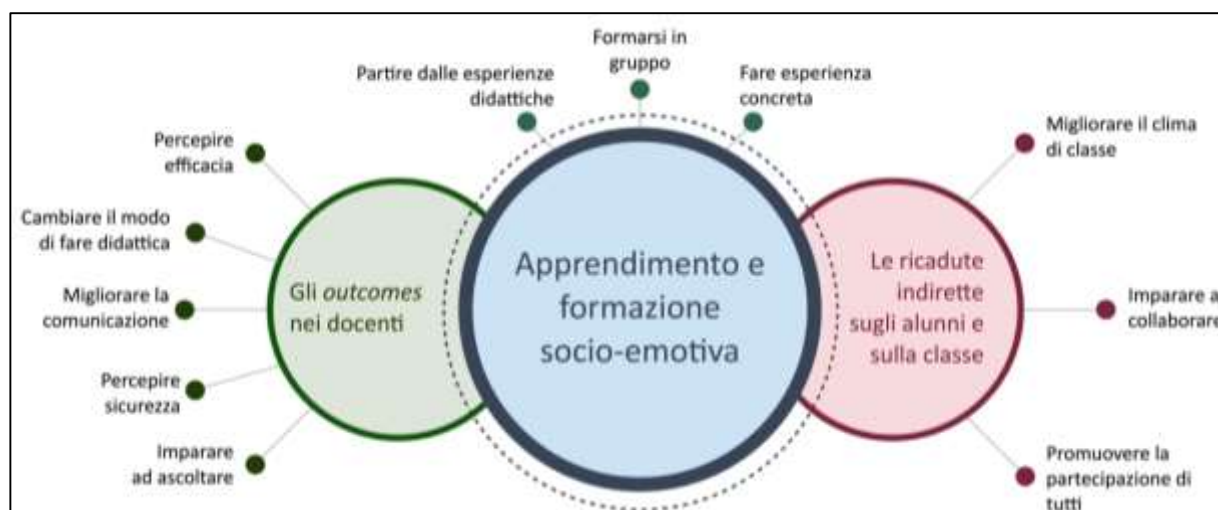 Formarsi in
gruppo
Partire dalle esperienze
didattiche
Fare esperienza
concreta
Percepire
efficacia
Cambiare il modo
di fare didattica
Migliorare la
comunicazione
Percepire
sicurezza
Imparare
ad ascoltare
Gli outcomes
nei docenti
Apprendimento e
formazione
socio-emotiva
Le ricadute
indirette
sugli alunni e
sulla classe
Migliorare il clima
di classe
Imparare a
collaborare
Promuovere la
partecipazione di
tutti